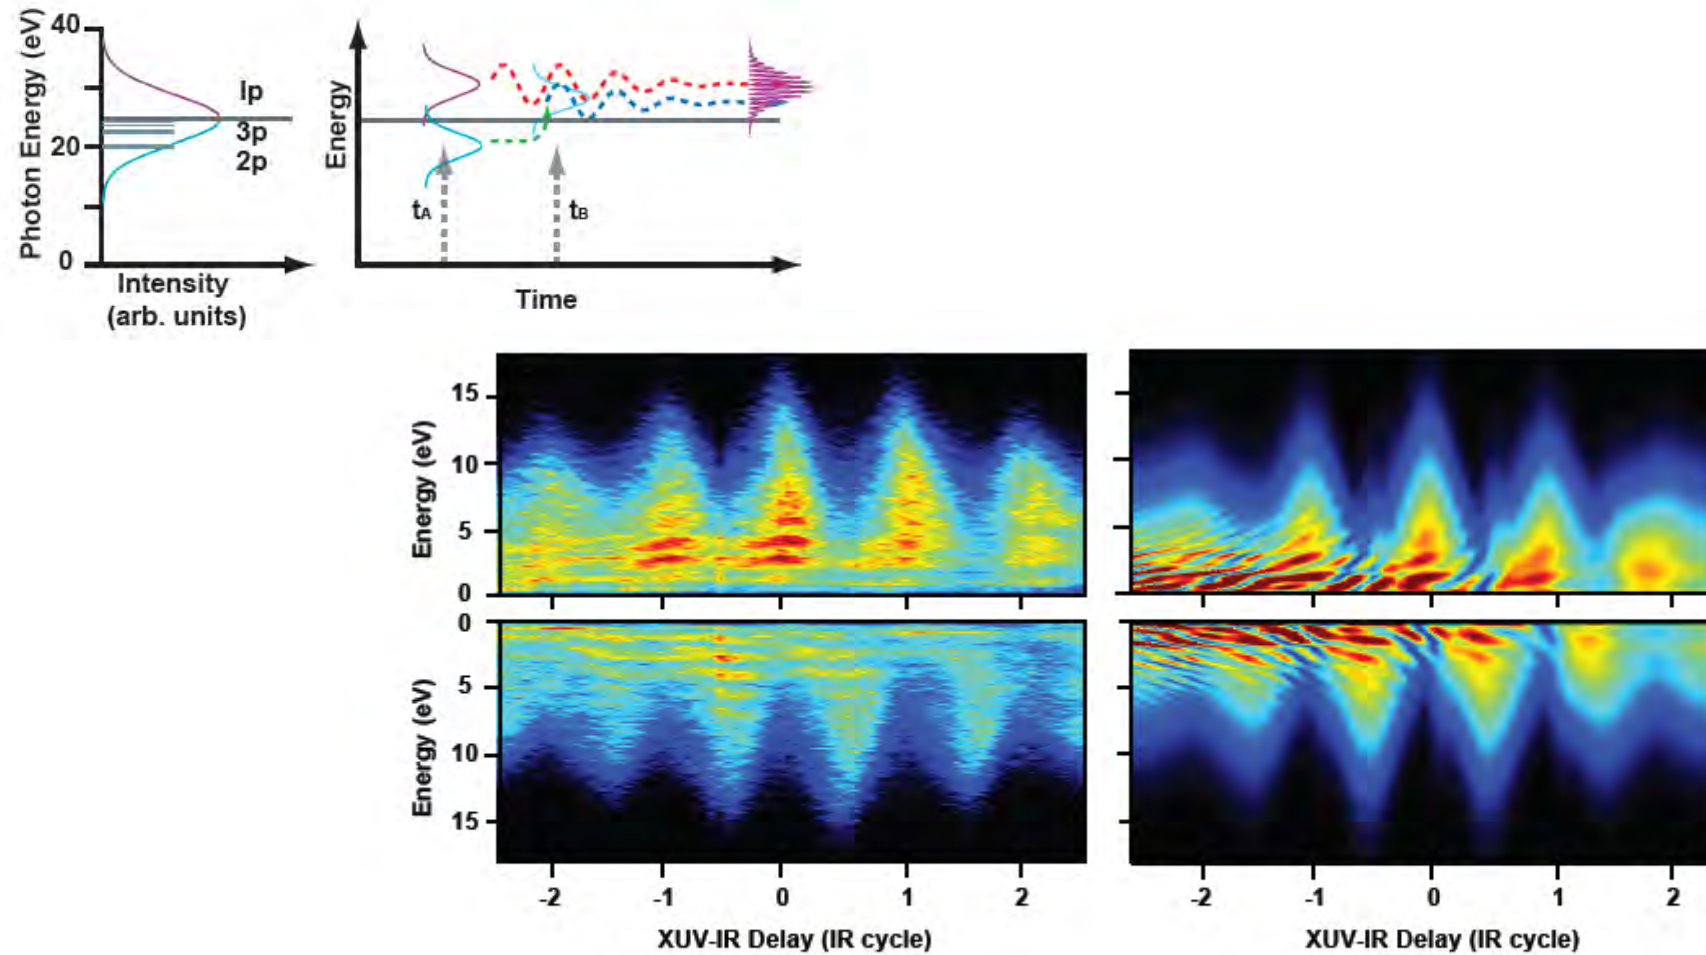 Photon Energy (eV)
40
20
0
Ip
3p
2p
Intensity
(arb. units)
Energy
tA
tB
Time
Energy (eV)
15
10
5
0
Energy (eV)
0
5
10
15
-2 -1 0 1 2
XUV-IR Delay (IR cycle)
-2 -1 0 1 2
XUV-IR Delay (IR cycle)